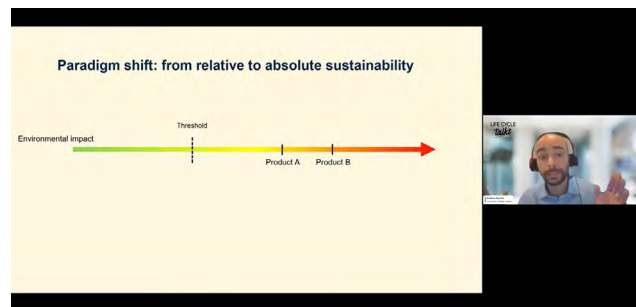 Paradigm shift: from relative to absolute sustainability
Threshold
Environmental impact
Product A
Product B
LIFE CYCLE
Talks